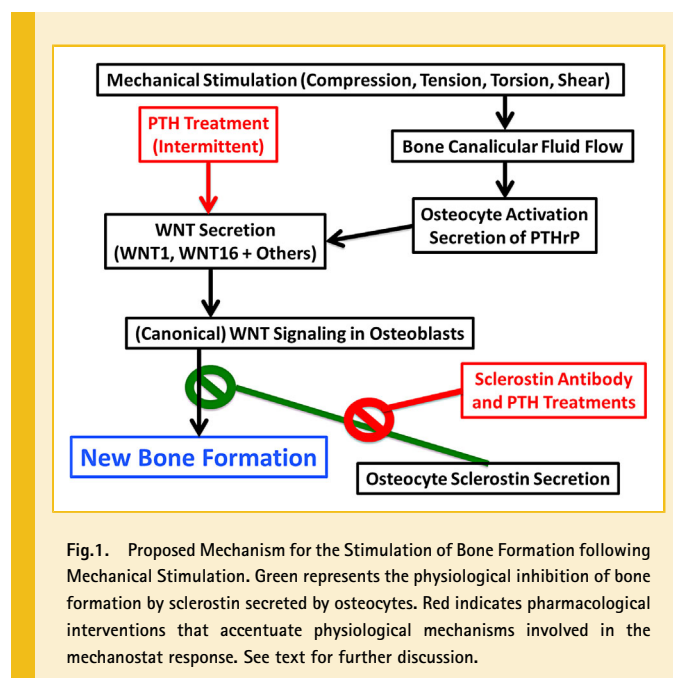 Mechanical Stimulation (Compression, Tension, Torsion, Shear)
PTH Treatment
(Intermittent)
Bone Canalicular Fluid Flow
Osteocyte Activation
Secretion of PTHrP
WNT Secretion
(WNT1, WNT16 + Others)
(Canonical) WNT Signaling in Osteoblasts
Sclerostin Antibody
and PTH Treatments
New Bone Formation
Osteocyte Sclerostin Secretion
Fig.1. Proposed Mechanism for the Stimulation of Bone Formation following
Mechanical Stimulation. Green represents the physiological inhibition of bone
formation by sclerostin secreted by osteocytes. Red indicates pharmacological
interventions that accentuate physiological mechanisms involved in the
mechanostat response. See text for further discussion.